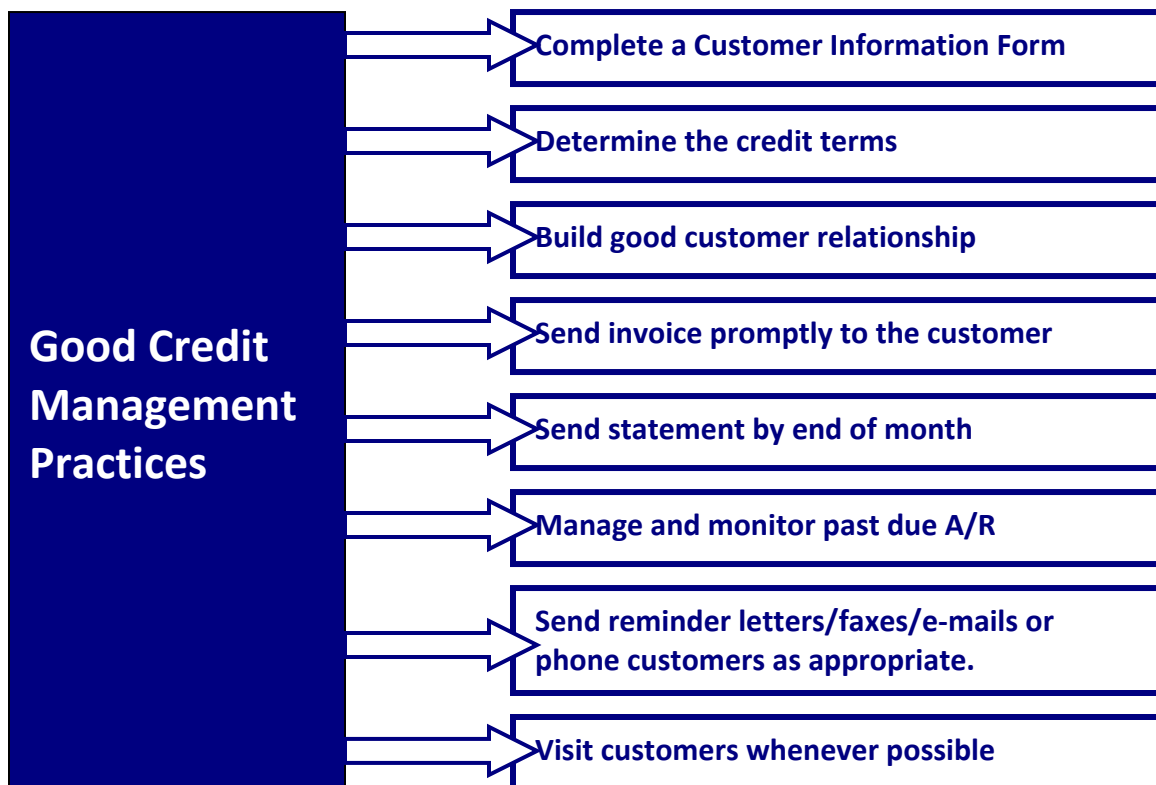 Good Credit
Management
Practices
Complete a Customer Information Form
Determine the credit terms
Build good customer relationship
Send invoice promptly to the customer
Send statement by end of month
Manage and monitor past due A/R
Send reminder letters/faxes/e-mails or
phone customers as appropriate.
Visit customers whenever possible